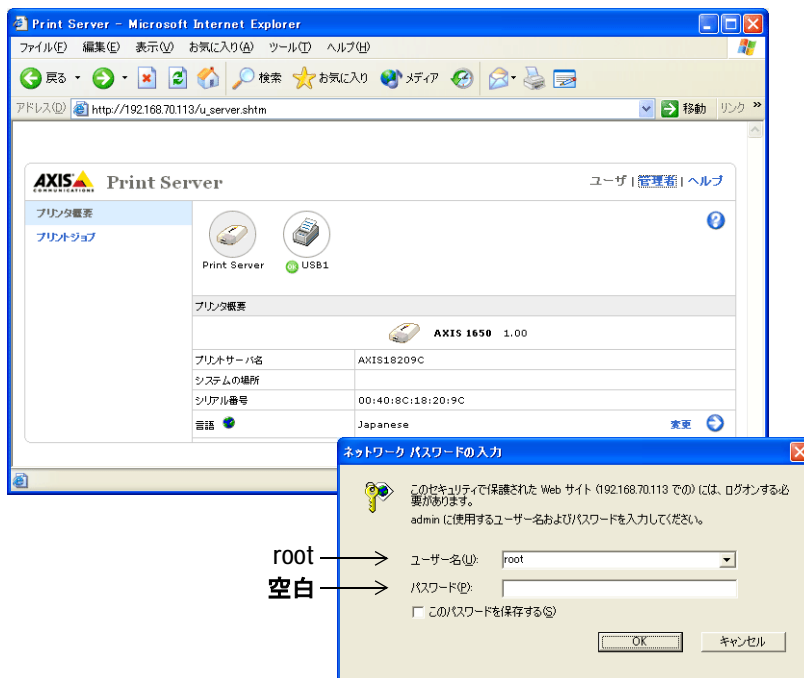 Print Server - Microsoft Internet Explorer
ファイル(F) 編集(E) 表示(V) お気に入り(A) ツール(T) ヘルプ(H)
戻る 検索 お気に入り メディア
アドレス(D) http://192.168.70.113/u_server.shtm 移動 リンク »
AXIS COMMUNICATIONS Print Server ユーザ | 管理者 | ヘルプ
プリンタ概要
プリントジョブ
Print Server OK USB1
プリンタ概要
AXIS 1650 1.00
プリントサーバ名 AXIS18209C
システムの場所
シリアル番号 00:40:8C:18:20:9C
言語 Japanese 変更
ネットワーク パスワードの入力
このセキュリティで保護された Web サイト (192.168.70.113 での) には、ログオンする必
要があります。
admin に使用するユーザー名およびパスワードを入力してください。
root ユーザー名(U): root
空白 パスワード(P):
このパスワードを保存する(S)
OK キャンセル